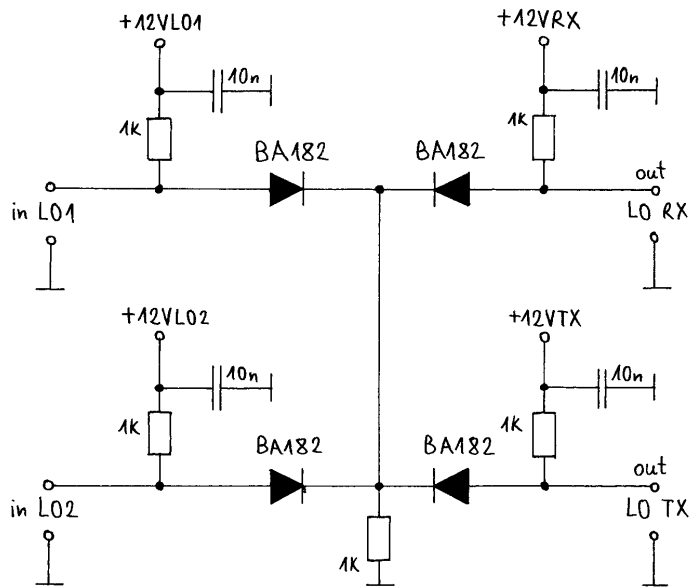 +12VLO1
+12VRX
10n
10n
1K
1K
BA182
BA182
out
in LO1
LO RX
+12VLO2
+12VTX
10n
10n
1K
1K
BA182
BA182
out
in LO2
LO TX
1K